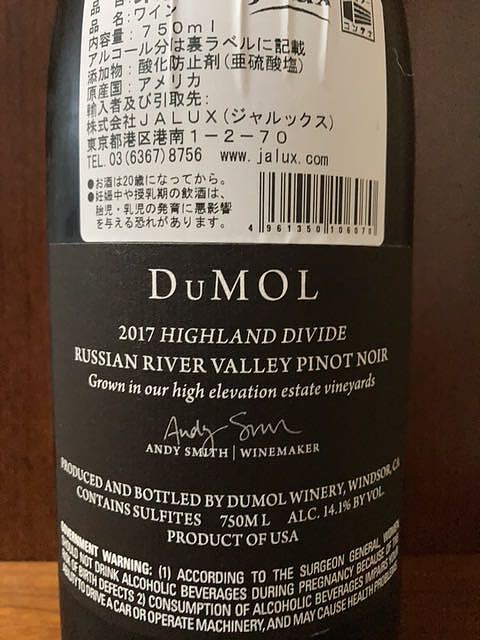 品名：ワイン
内容量：750ml
アルコール分は裏ラベルに記載
添加物：酸化防止剤(亜硫酸塩)
原産国：アメリカ
輸入者及び引取先：
株式会社JALUX(ジャルックス)
東京都港区港南1-2-70
TEL.03(6367)8756 www.jalux.com
●お酒は20歳になってから。
●妊娠中や授乳期の飲酒は、
胎児・乳児の発育に悪影響
を与える恐れがあります。
4 961350 106070
DUMOL
2017 HIGHLAND DIVIDE
RUSSIAN RIVER VALLEY PINOT NOIR
Grown in our high elevation estate vineyards
Andy Smith
ANDY SMITH | WINEMAKER
PRODUCED AND BOTTLED BY DUMOL WINERY, WINDSOR, CA
CONTAINS SULFITES 750ML ALC. 14.1% BY VOL.
PRODUCT OF USA
GOVERNMENT WARNING: (1) ACCORDING TO THE SURGEON GENERAL, WOMEN
SHOULD NOT DRINK ALCOHOLIC BEVERAGES DURING PREGNANCY BECAUSE OF THE
RISK OF BIRTH DEFECTS 2) CONSUMPTION OF ALCOHOLIC BEVERAGES IMPAIRS YOUR
ABILITY TO DRIVE A CAR OR OPERATE MACHINERY, AND MAY CAUSE HEALTH PROBLEMS